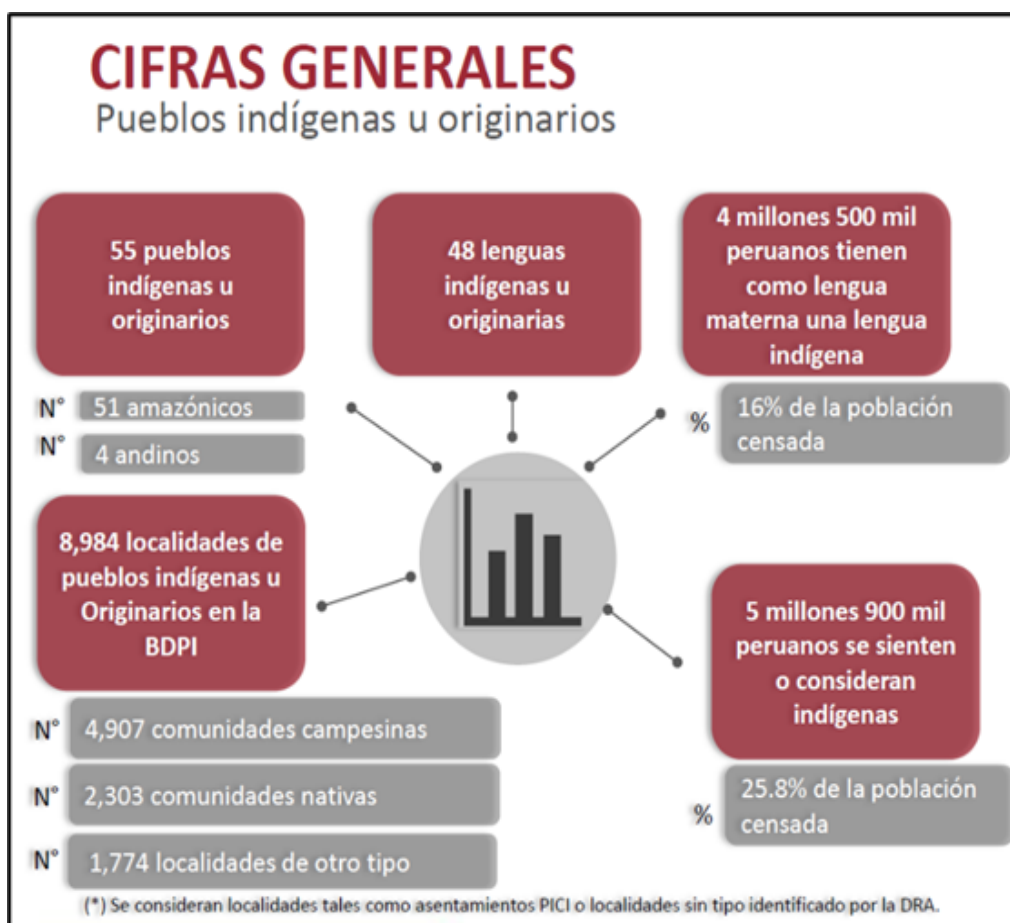 CIFRAS GENERALES
Pueblos indígenas u originarios
55 pueblos
indígenas u
originarios
N° 51 amazónicos
N° 4 andinos
48 lenguas
indígenas u
originarias
4 millones 500 mil
peruanos tienen
como lengua
materna una lengua
indígena
% 16% de la población
censada
8,984 localidades de
pueblos indígenas u
Originarios en la
BDPI
N° 4,907 comunidades campesinas
N° 2,303 comunidades nativas
N° 1,774 localidades de otro tipo
5 millones 900 mil
peruanos se sienten
o consideran
indígenas
% 25.8% de la población
censada
(*) Se consideran localidades tales como asentamientos PICI o localidades sin tipo identificado por la DRA.